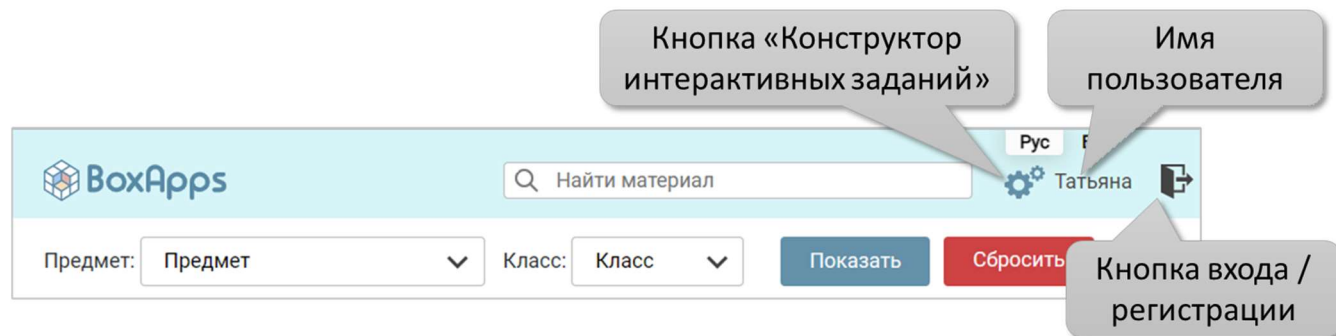 Кнопка «Конструктор
интерактивных заданий»
Имя
пользователя
Рус
BoxApps
Найти материал
Татьяна
Предмет: Предмет
Класс: Класс
Показать
Сбросить
Кнопка входа /
регистрации